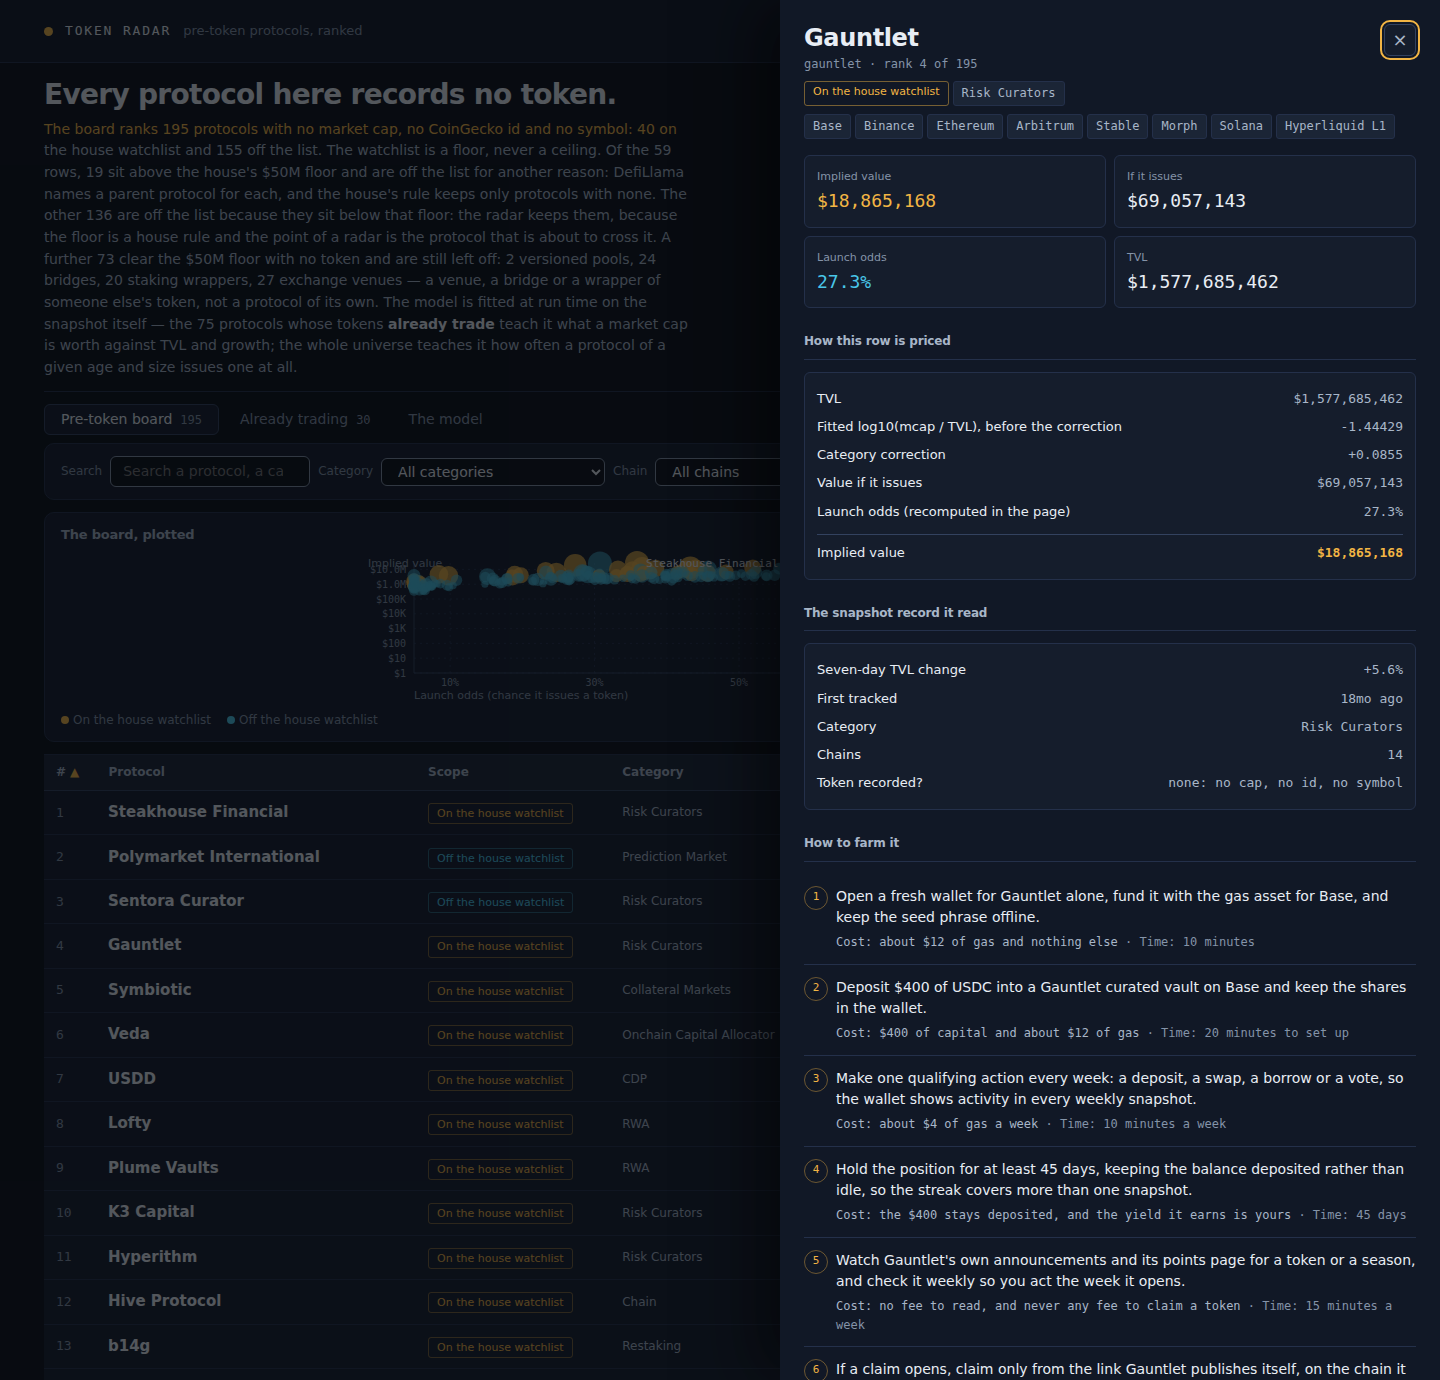 TOKEN RADAR pre-token protocols, ranked
Every protocol here records no token.
The board ranks 195 protocols with no market cap, no CoinGecko id and no symbol: 40 on
the house watchlist and 155 off the list. The watchlist is a floor, never a ceiling. Of the 59
rows, 19 sit above the house's $50M floor and are off the list for another reason: DefiLlama
names a parent protocol for each, and the house's rule keeps only protocols with none. The
other 136 are off the list because they sit below that floor: the radar keeps them, because
the floor is a house rule and the point of a radar is the protocol that is about to cross it. A
further 73 clear the $50M floor with no token and are still left off: 2 versioned pools, 24
bridges, 20 staking wrappers, 27 exchange venues — a venue, a bridge or a wrapper of
someone else's token, not a protocol of its own. The model is fitted at run time on the
snapshot itself — the 75 protocols whose tokens already trade teach it what a market cap
is worth against TVL and growth; the whole universe teaches it how often a protocol of a
given age and size issues one at all.
Pre-token board 195 Already trading 30 The model
Search Search a protocol, a ca Category All categories Chain All chains
The board, plotted
Implied value
Steakhouse Financial
$10.0M
$1.0M
$100K
$10K
$1K
$100
$10
$1
10% 30% 50%
Launch odds (chance it issues a token)
On the house watchlist Off the house watchlist
# ▲ Protocol Scope Category
1 Steakhouse Financial On the house watchlist Risk Curators
2 Polymarket International Off the house watchlist Prediction Market
3 Sentora Curator Off the house watchlist Risk Curators
4 Gauntlet On the house watchlist Risk Curators
5 Symbiotic On the house watchlist Collateral Markets
6 Veda On the house watchlist Onchain Capital Allocator
7 USDD On the house watchlist CDP
8 Lofty On the house watchlist RWA
9 Plume Vaults On the house watchlist RWA
10 K3 Capital On the house watchlist Risk Curators
11 Hyperithm On the house watchlist Risk Curators
12 Hive Protocol On the house watchlist Chain
13 b14g On the house watchlist Restaking
Gauntlet
×
gauntlet · rank 4 of 195
On the house watchlist Risk Curators
Base Binance Ethereum Arbitrum Stable Morph Solana Hyperliquid L1
Implied value
$18,865,168
If it issues
$69,057,143
Launch odds
27.3%
TVL
$1,577,685,462
How this row is priced
TVL $1,577,685,462
Fitted log10(mcap / TVL), before the correction -1.44429
Category correction +0.0855
Value if it issues $69,057,143
Launch odds (recomputed in the page) 27.3%
Implied value $18,865,168
The snapshot record it read
Seven-day TVL change +5.6%
First tracked 18mo ago
Category Risk Curators
Chains 14
Token recorded? none: no cap, no id, no symbol
How to farm it
1 Open a fresh wallet for Gauntlet alone, fund it with the gas asset for Base, and
keep the seed phrase offline.
Cost: about $12 of gas and nothing else · Time: 10 minutes
2 Deposit $400 of USDC into a Gauntlet curated vault on Base and keep the shares
in the wallet.
Cost: $400 of capital and about $12 of gas · Time: 20 minutes to set up
3 Make one qualifying action every week: a deposit, a swap, a borrow or a vote, so
the wallet shows activity in every weekly snapshot.
Cost: about $4 of gas a week · Time: 10 minutes a week
4 Hold the position for at least 45 days, keeping the balance deposited rather than
idle, so the streak covers more than one snapshot.
Cost: the $400 stays deposited, and the yield it earns is yours · Time: 45 days
5 Watch Gauntlet's own announcements and its points page for a token or a season,
and check it weekly so you act the week it opens.
Cost: no fee to read, and never any fee to claim a token · Time: 15 minutes a
week
6 If a claim opens, claim only from the link Gauntlet publishes itself, on the chain it